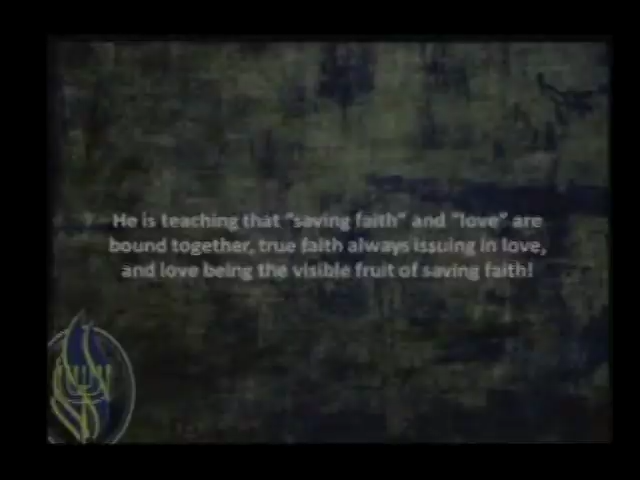 He is teaching that "saving faith" and "love" are
bound together, true faith always issuing in love,
and love being the visible fruit of saving faith!